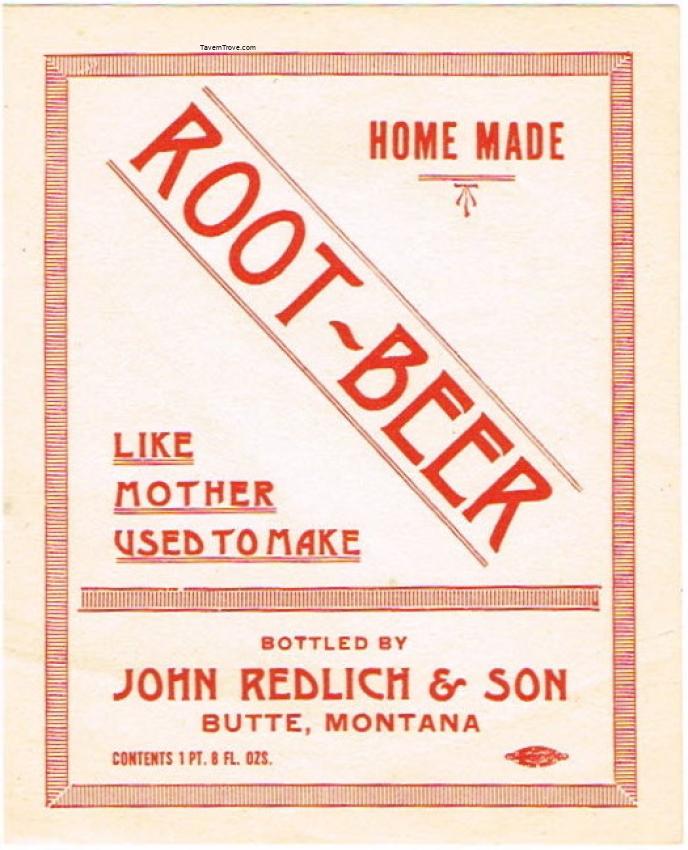 TavernTrove.com
HOME MADE
ROOT-BEER
LIKE
MOTHER
USED TO MAKE
BOTTLED BY
JOHN REDLICH & SON
BUTTE, MONTANA
CONTENTS 1 PT. 8 FL. OZS.